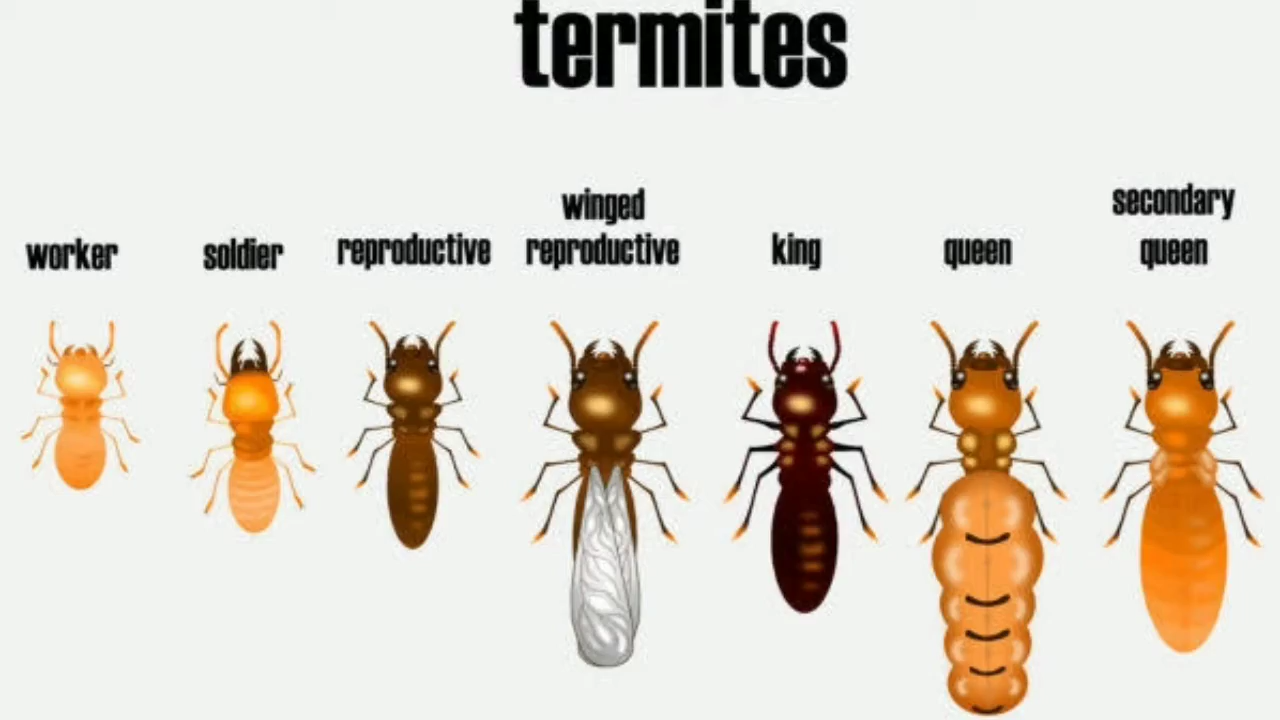 termites
worker
soldier
reproductive
winged
reproductive
king
queen
secondary
queen